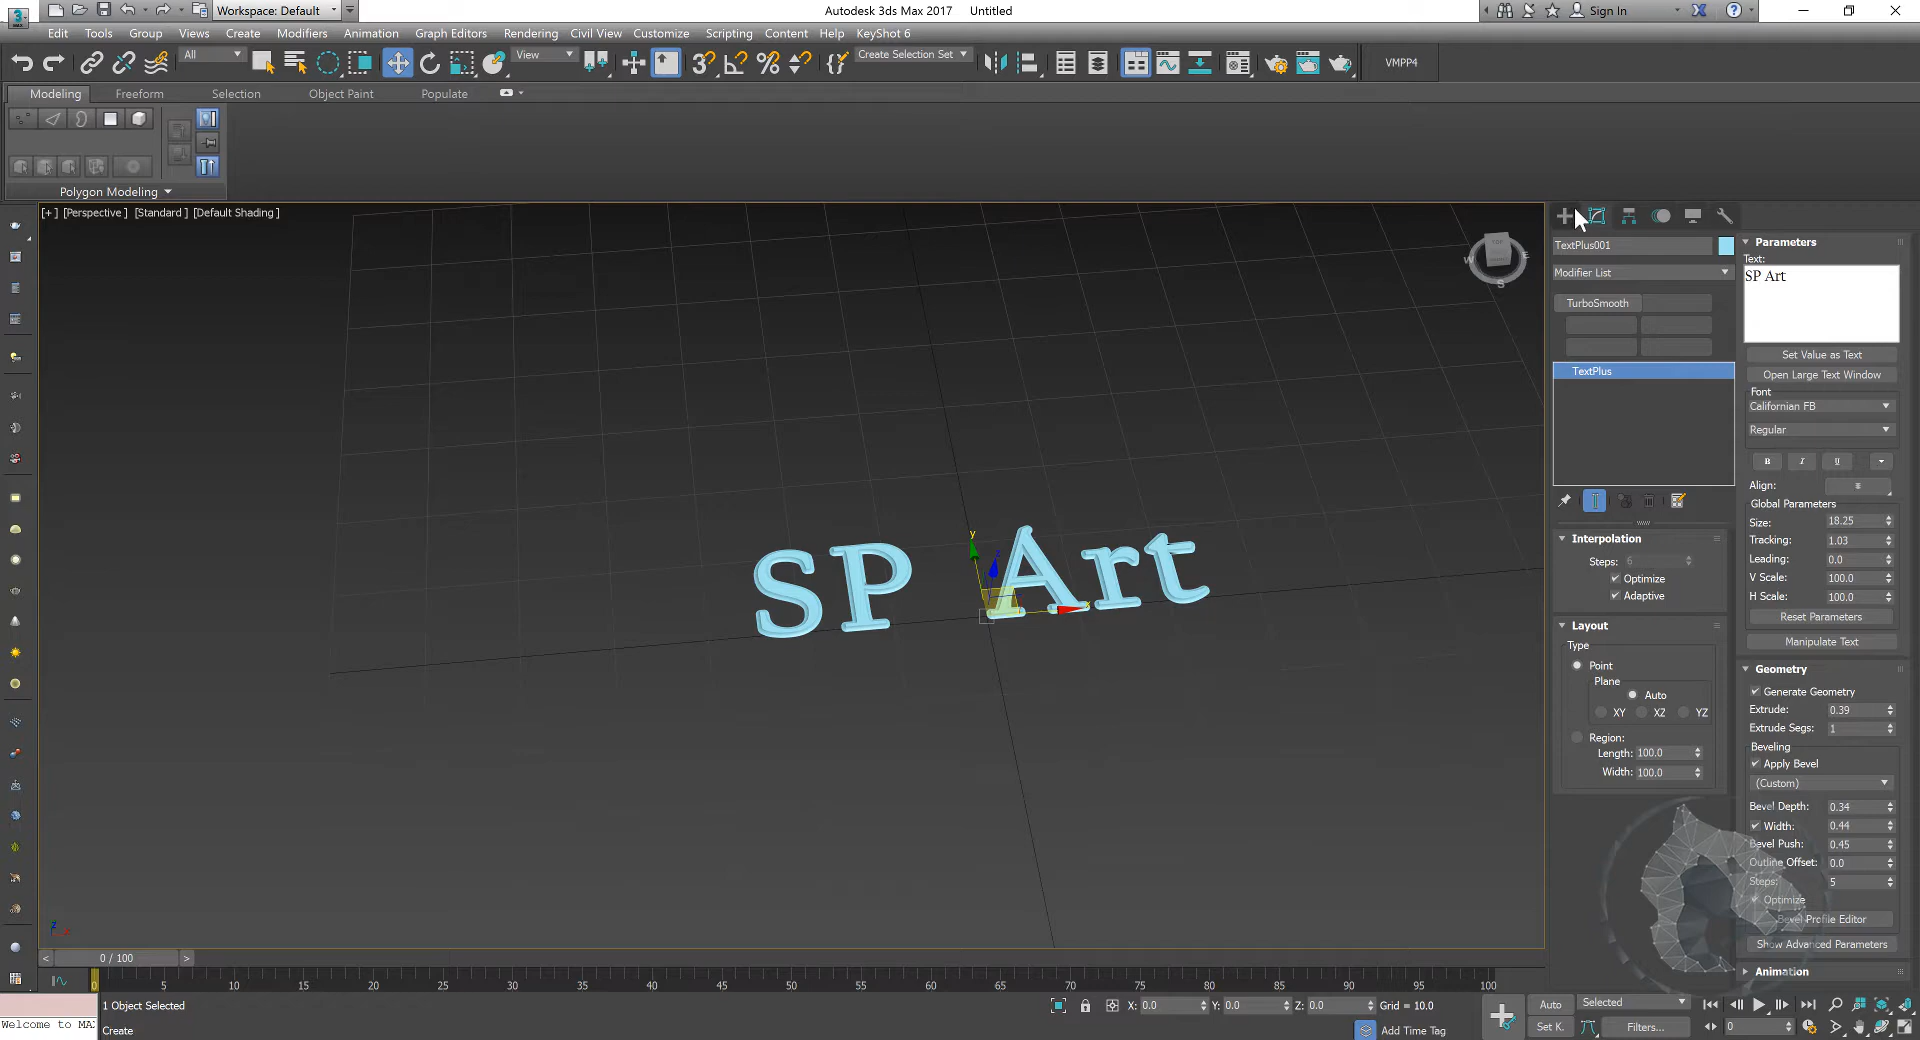 Workspace: Default
Autodesk 3ds Max 2017 Untitled
Sign In
Edit Tools Group Views Create Modifiers Animation Graph Editors Rendering Civil View Customize Scripting Content Help KeyShot 6
All
View
Create Selection Set
VMPP4
Modeling Freeform Selection Object Paint Populate
Polygon Modeling
[+] [Perspective] [Standard] [Default Shading]
SP Art
TextPlus001
Modifier List
TurboSmooth
TextPlus
Interpolation
Steps: 6
Optimize
Adaptive
Layout
Type
Point
Plane
Auto
XY XZ YZ
Region:
Length: 100.0
Width: 100.0
Parameters
Text:
SP Art
Set Value as Text
Open Large Text Window
Font
Californian FB
Regular
B I U
Align:
Global Parameters
Size: 18.25
Tracking: 1.03
Leading: 0.0
V Scale: 100.0
H Scale: 100.0
Reset Parameters
Manipulate Text
Geometry
Generate Geometry
Extrude: 0.39
Extrude Segs: 1
Beveling
Apply Bevel
(Custom)
Bevel Depth: 0.34
Width: 0.44
Bevel Push: 0.45
Outline Offset: 0.0
Steps: 5
Optimize
Bevel Profile Editor
Show Advanced Parameters
Animation
0 / 100
0 5 10 15 20 25 30 35 40 45 50 55 60 65 70 75 80 85 90 95 100
1 Object Selected
X: 0.0 Y: 0.0 Z: 0.0 Grid = 10.0
Auto
Selected
Welcome to MAX
Create
Add Time Tag
Set K.
Filters...
0